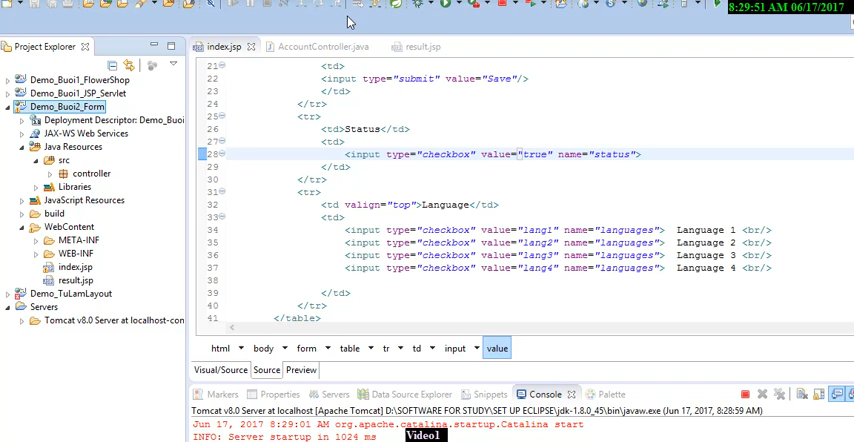 8:29:51 AM 06/17/2017
Project Explorer
index.jsp
AccountController.java
result.jsp
Demo_Buoi1_FlowerShop
Demo_Buoi1_JSP_Servlet
Demo_Buoi2_Form
Deployment Descriptor: Demo_Buoi
JAX-WS Web Services
Java Resources
src
controller
Libraries
JavaScript Resources
build
WebContent
META-INF
WEB-INF
index.jsp
result.jsp
Demo_TuLamLayout
Servers
Tomcat v8.0 Server at localhost-con
21 <td>
22 <input type="submit" value="Save"/>
23 </td>
24 </tr>
25 <tr>
26 <td>Status</td>
27 <td>
28 <input type="checkbox" value="true" name="status">
29 </td>
30 </tr>
31 <tr>
32 <td valign="top">Language</td>
33 <td>
34 <input type="checkbox" value="lang1" name="languages"> Language 1 <br/>
35 <input type="checkbox" value="lang2" name="languages"> Language 2 <br/>
36 <input type="checkbox" value="lang3" name="languages"> Language 3 <br/>
37 <input type="checkbox" value="lang4" name="languages"> Language 4 <br/>
38
39 </td>
40 </tr>
41 </table>
html body form table tr td input value
Visual/Source Source Preview
Markers Properties Servers Data Source Explorer Snippets Console Palette
Tomcat v8.0 Server at localhost [Apache Tomcat] D:\SOFTWARE FOR STUDY\SET UP ECLIPSE\jdk-1.8.0_45\bin\javaw.exe (Jun 17, 2017, 8:28:59 AM)
Jun 17, 2017 8:29:01 AM org.apache.catalina.startup.Catalina start
INFO: Server startup in 1024 ms
Video1